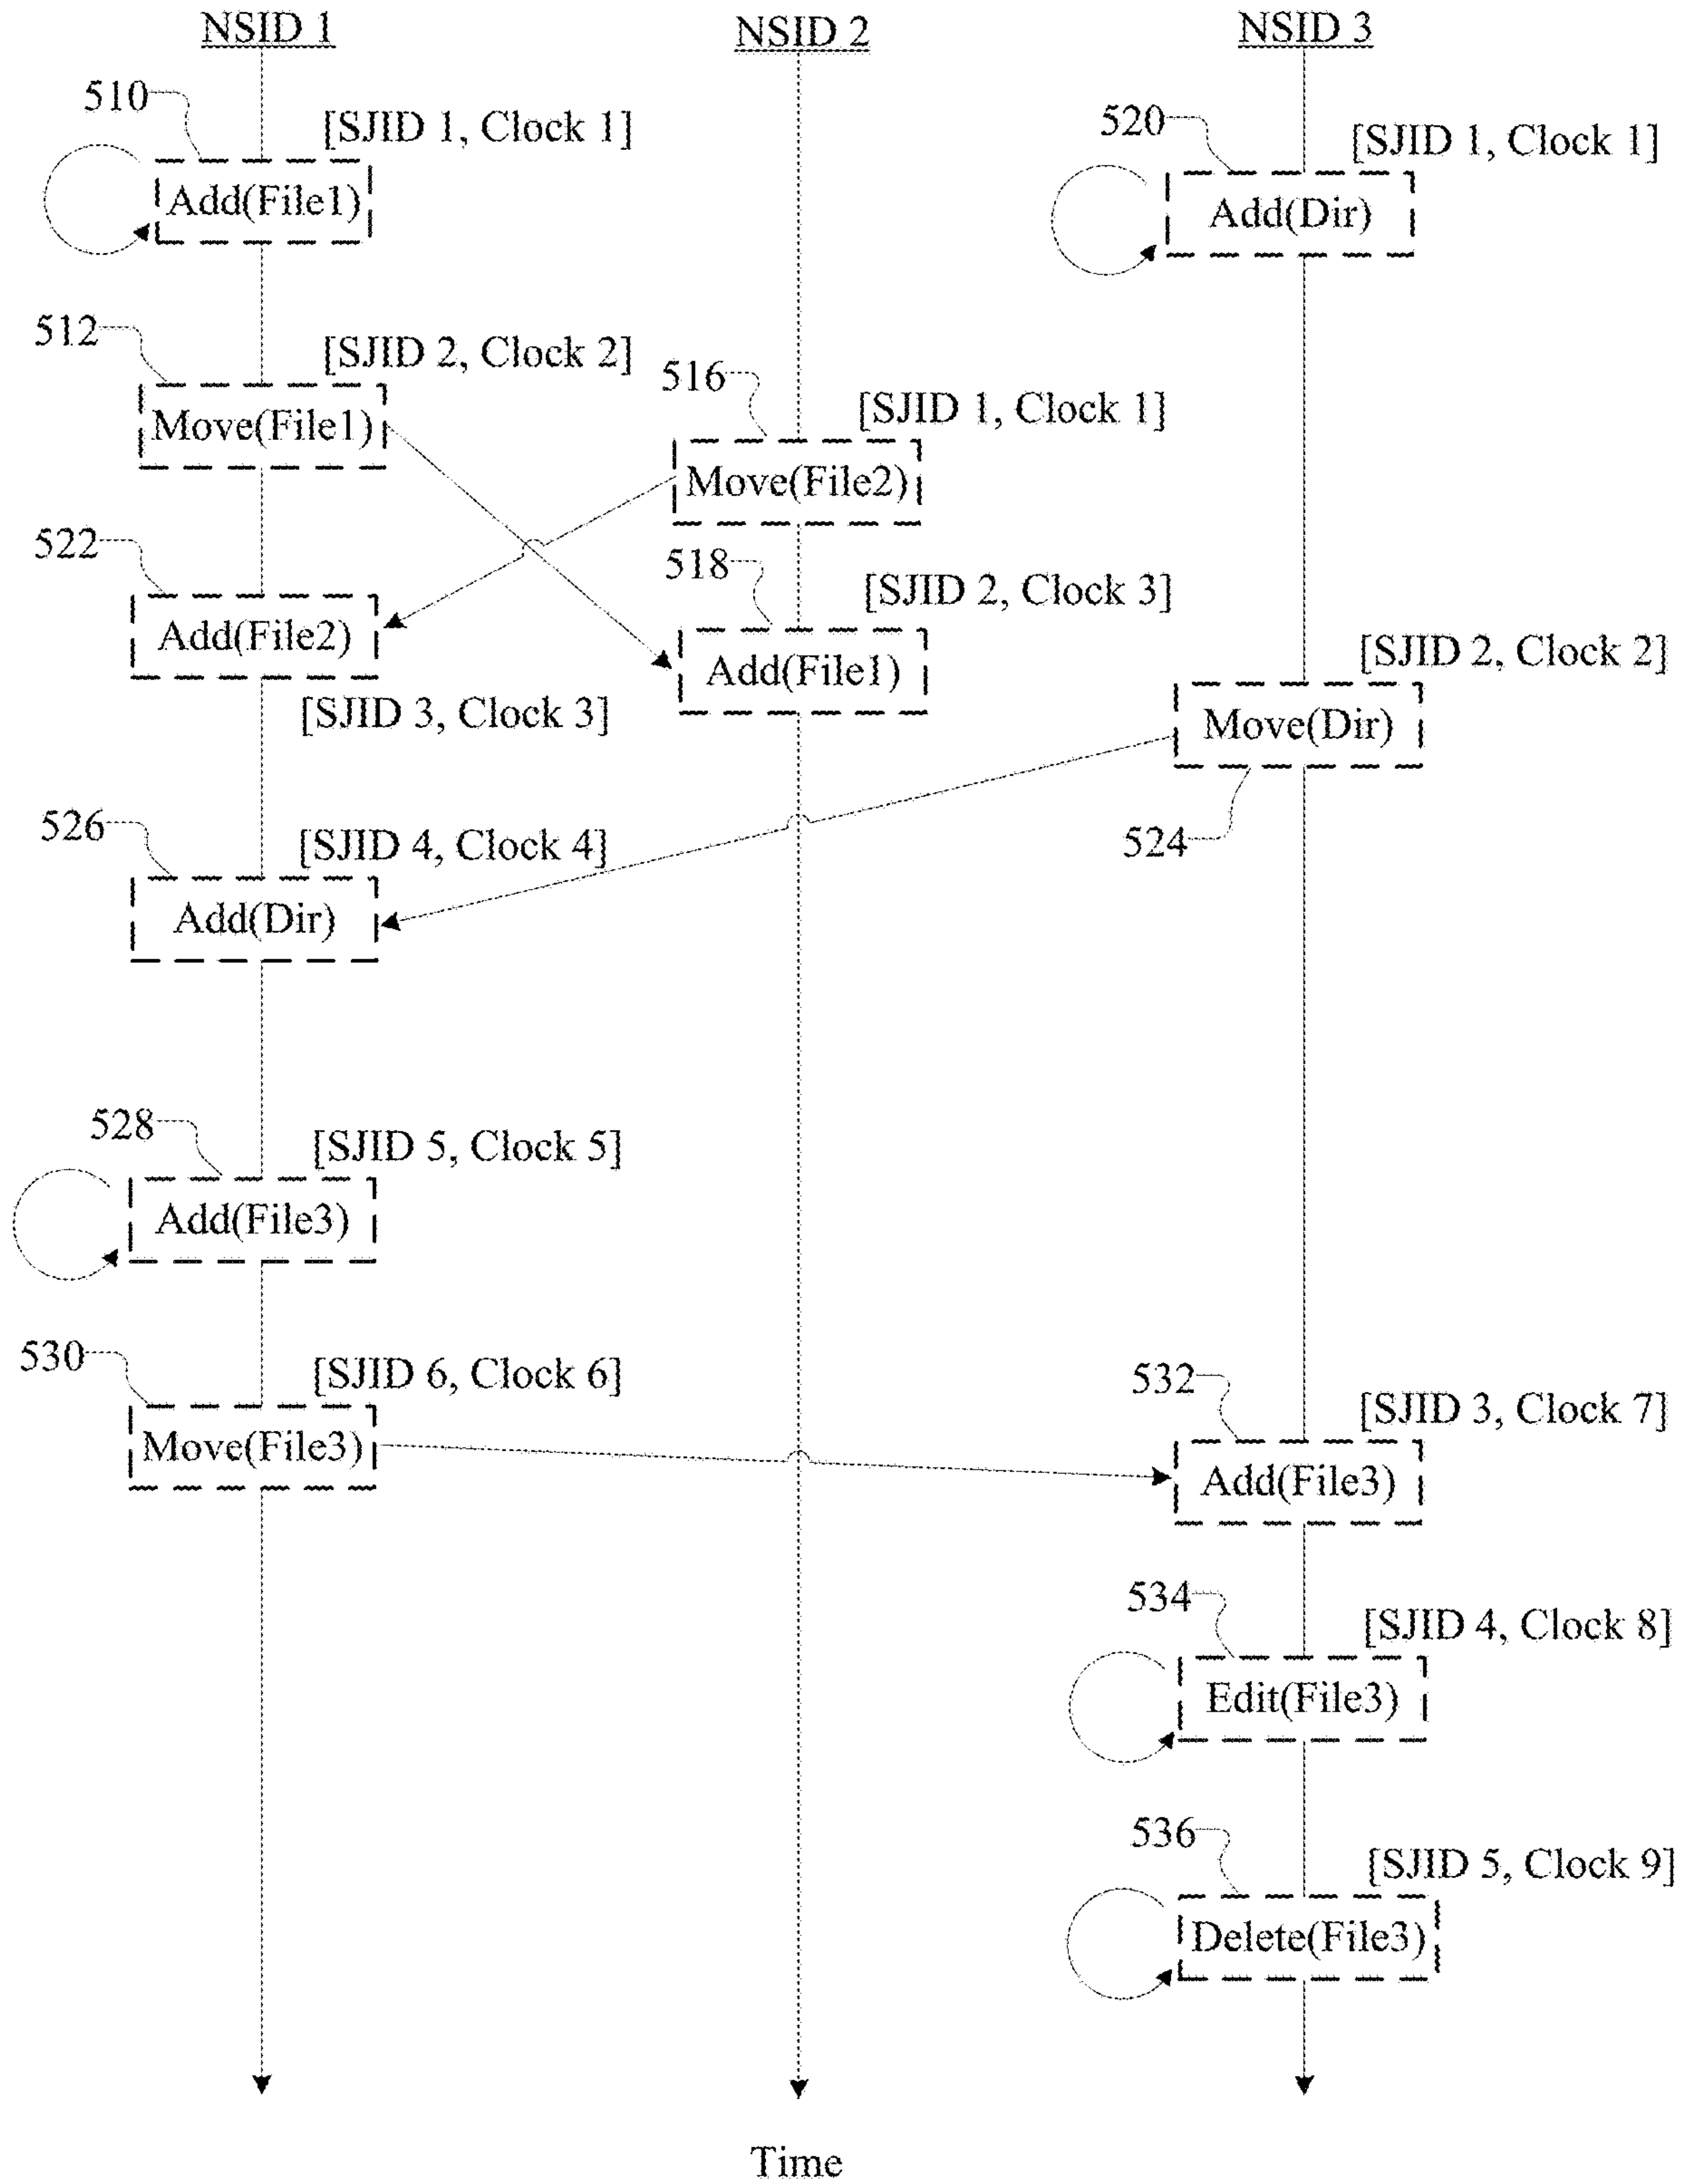 NSID 1
NSID 2
NSID 3
510
[SJID 1, Clock 1]
Add(File1)
520
[SJID 1, Clock 1]
Add(Dir)
512
[SJID 2, Clock 2]
Move(File1)
516
[SJID 1, Clock 1]
Move(File2)
522
Add(File2)
[SJID 3, Clock 3]
518
[SJID 2, Clock 3]
Add(File1)
[SJID 2, Clock 2]
Move(Dir)
524
526
[SJID 4, Clock 4]
Add(Dir)
528
[SJID 5, Clock 5]
Add(File3)
530
[SJID 6, Clock 6]
Move(File3)
532
[SJID 3, Clock 7]
Add(File3)
534
[SJID 4, Clock 8]
Edit(File3)
536
[SJID 5, Clock 9]
Delete(File3)
Time